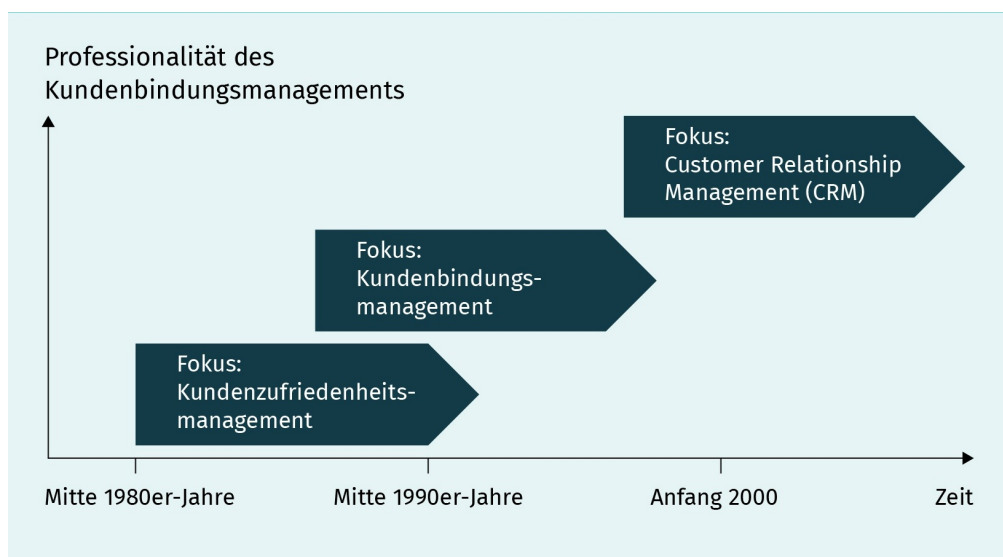 Professionalität des
Kundenbindungsmanagements
Fokus:
Customer Relationship
Management (CRM)
Fokus:
Kundenbindungs-
management
Fokus:
Kundenzufriedenheits-
management
Mitte 1980er-Jahre
Mitte 1990er-Jahre
Anfang 2000
Zeit